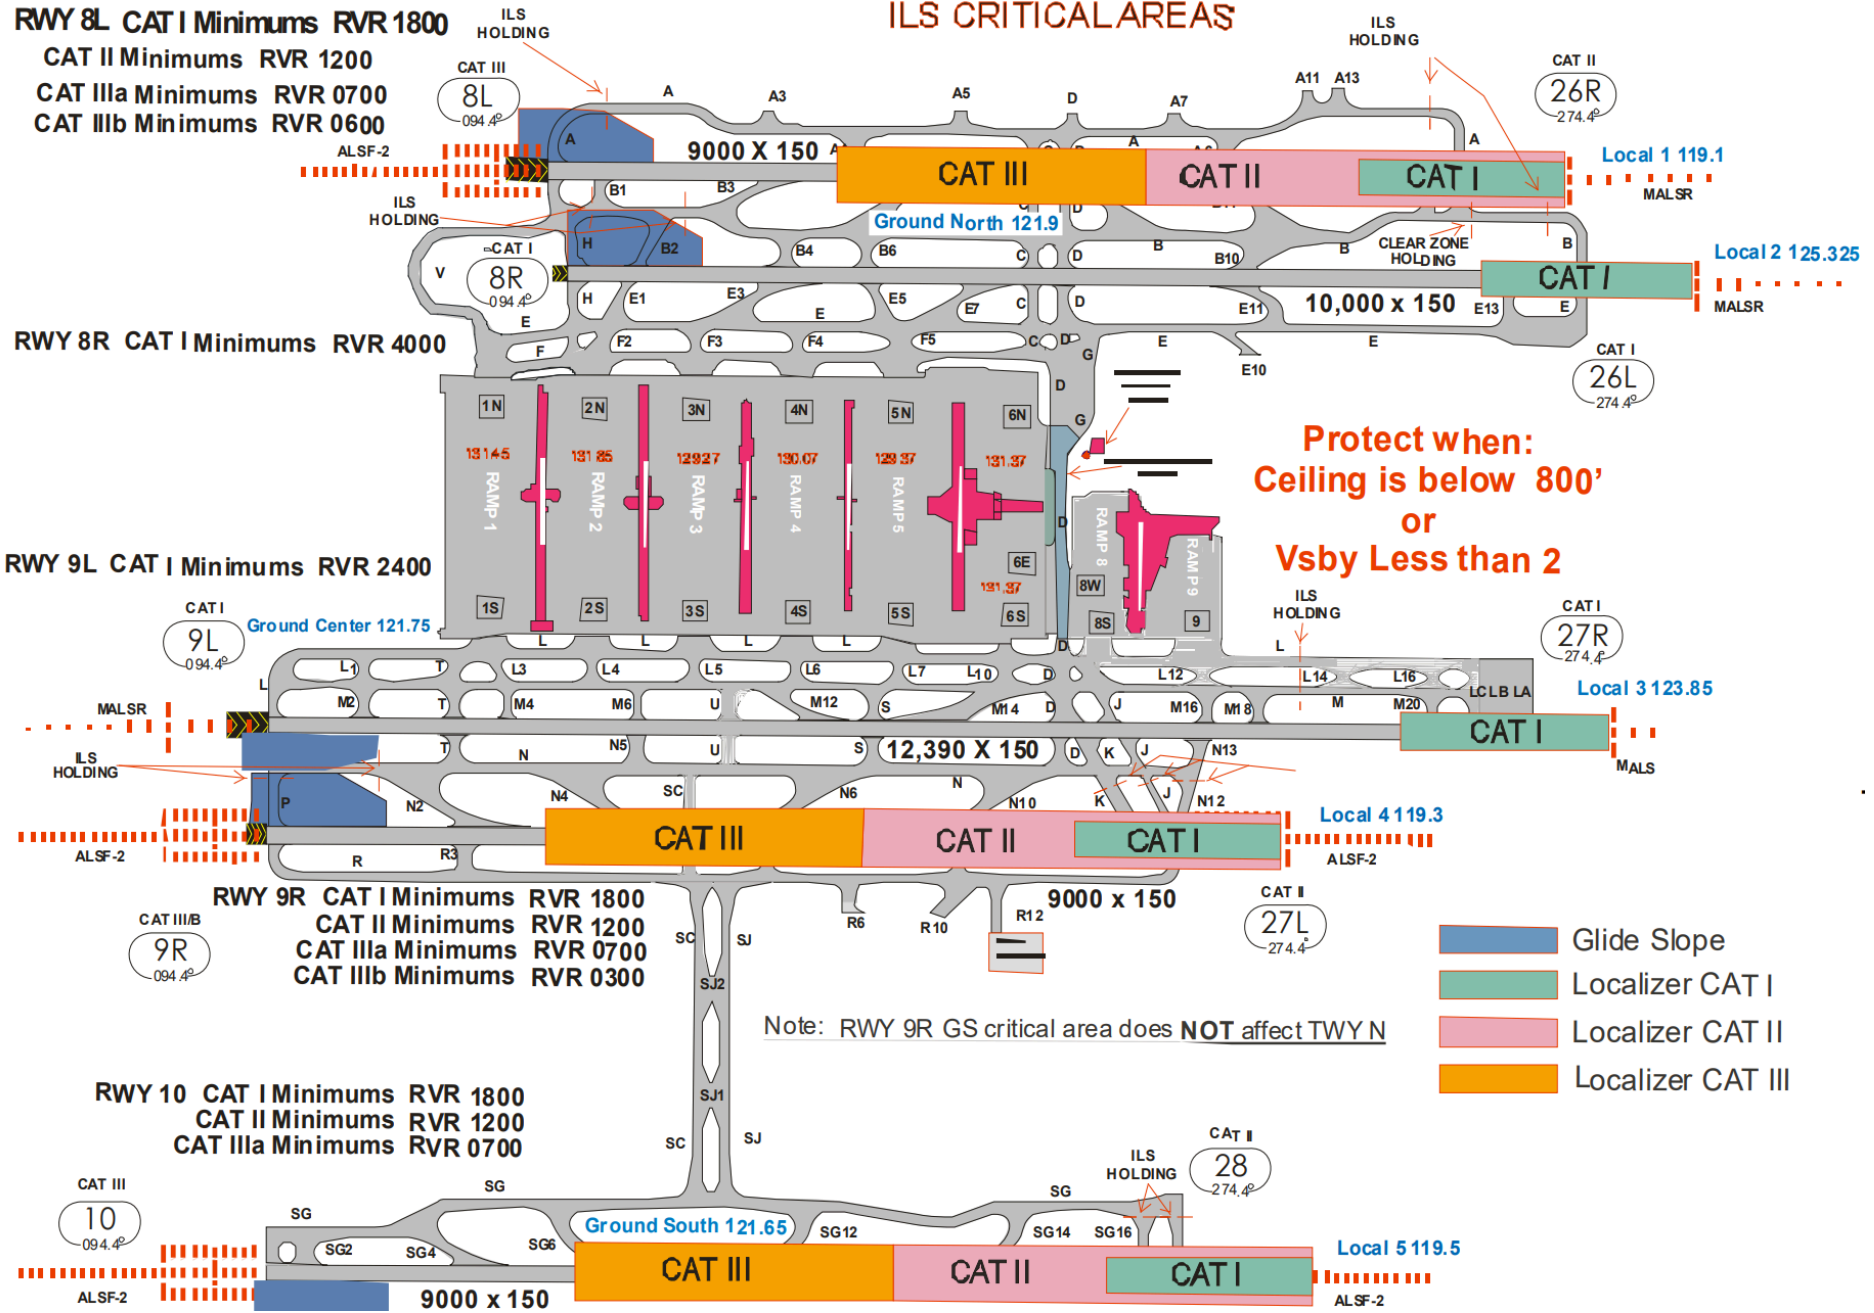 ILS CRITICAL AREAS
RWY 8L CAT I Minimums RVR 1800
CAT II Minimums RVR 1200
CAT IIIa Minimums RVR 0700
CAT IIIb Minimums RVR 0600
ILS
HOLDING
ILS
HOLDING
CAT III
8L
094.4°
CAT II
26R
274.4°
A
A3
A5
D
A7
A11
A13
A
A
A
ALSF-2
9000 X 150
CAT III
CAT II
CAT I
Local 1 119.1
MALSR
B1
B3
ILS
HOLDING
Ground North 121.9
D
CAT I
8R
094.4°
V
H
B2
B4
B6
C
D
B
B10
B
CLEAR ZONE
HOLDING
B
Local 2 125.325
CAT I
MALSR
H
E1
E3
E
E5
E7
C
D
E11
10,000 x 150
E13
E
E
RWY 8R CAT I Minimums RVR 4000
F
F2
F3
F4
F5
C
D
G
E
E10
E
CAT I
26L
274.4°
D
G
1N
2N
3N
4N
5N
6N
131.45
131.85
129.27
130.07
129.37
131.37
RAMP 1
RAMP 2
RAMP 3
RAMP 4
RAMP 5
D
RAMP 8
RAMP 9
Protect when:
Ceiling is below 800'
or
Vsby Less than 2
RWY 9L CAT I Minimums RVR 2400
6E
131.37
8W
1S
2S
3S
4S
5S
6S
8S
9
CAT I
9L
094.4°
Ground Center 121.75
ILS
HOLDING
CAT I
27R
274.4°
L
L
L
L
D
L
L1
T
L3
L4
L5
L6
L7
L10
D
L12
L14
L16
L
M2
T
M4
M6
U
M12
S
M14
D
J
M16
M18
M
M20
LC LB LA
Local 3 123.85
MALSR
CAT I
MALS
T
N
N5
U
S
12,390 X 150
D
K
J
N13
ILS
HOLDING
P
N2
N4
SC
N6
N
N10
K
J
N12
ALSF-2
CAT III
CAT II
CAT I
Local 4 119.3
ALSF-2
R
R3
RWY 9R CAT I Minimums RVR 1800
CAT II Minimums RVR 1200
CAT IIIa Minimums RVR 0700
CAT IIIb Minimums RVR 0300
CAT III/B
9R
094.4°
R6
R10
R12
9000 x 150
CAT II
27L
274.4°
SC
SJ
SJ2
Glide Slope
Localizer CAT I
Localizer CAT II
Localizer CAT III
Note: RWY 9R GS critical area does NOT affect TWY N
RWY 10 CAT I Minimums RVR 1800
CAT II Minimums RVR 1200
CAT IIIa Minimums RVR 0700
SJ1
SC
SJ
CAT III
10
094.4°
ILS
HOLDING
CAT II
28
274.4°
SG
SG
SG
SG2
SG4
SG6
Ground South 121.65
SG12
SG14
SG16
ALSF-2
CAT III
CAT II
CAT I
Local 5 119.5
ALSF-2
9000 x 150